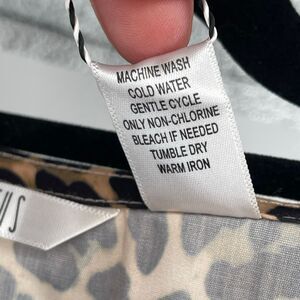 MACHINE WASH
COLD WATER
GENTLE CYCLE
ONLY NON-CHLORINE
BLEACH IF NEEDED
TUMBLE DRY
WARM IRON